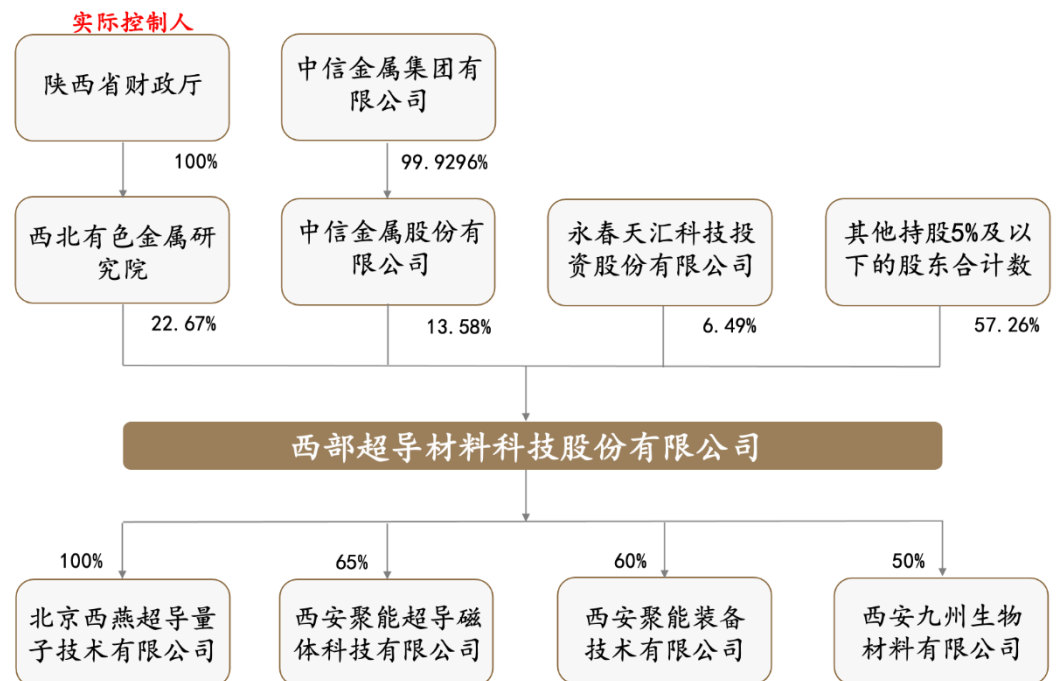 实际控制人
陕西省财政厅
中信金属集团有
限公司
100%
99.9296%
西北有色金属研
究院
中信金属股份有
限公司
永春天汇科技投
资股份有限公司
其他持股5%及以
下的股东合计数
22.67%
13.58%
6.49%
57.26%
西部超导材料科技股份有限公司
100%
65%
60%
50%
北京西燕超导量
子技术有限公司
西安聚能超导磁
体科技有限公司
西安聚能装备
技术有限公司
西安九州生物
材料有限公司